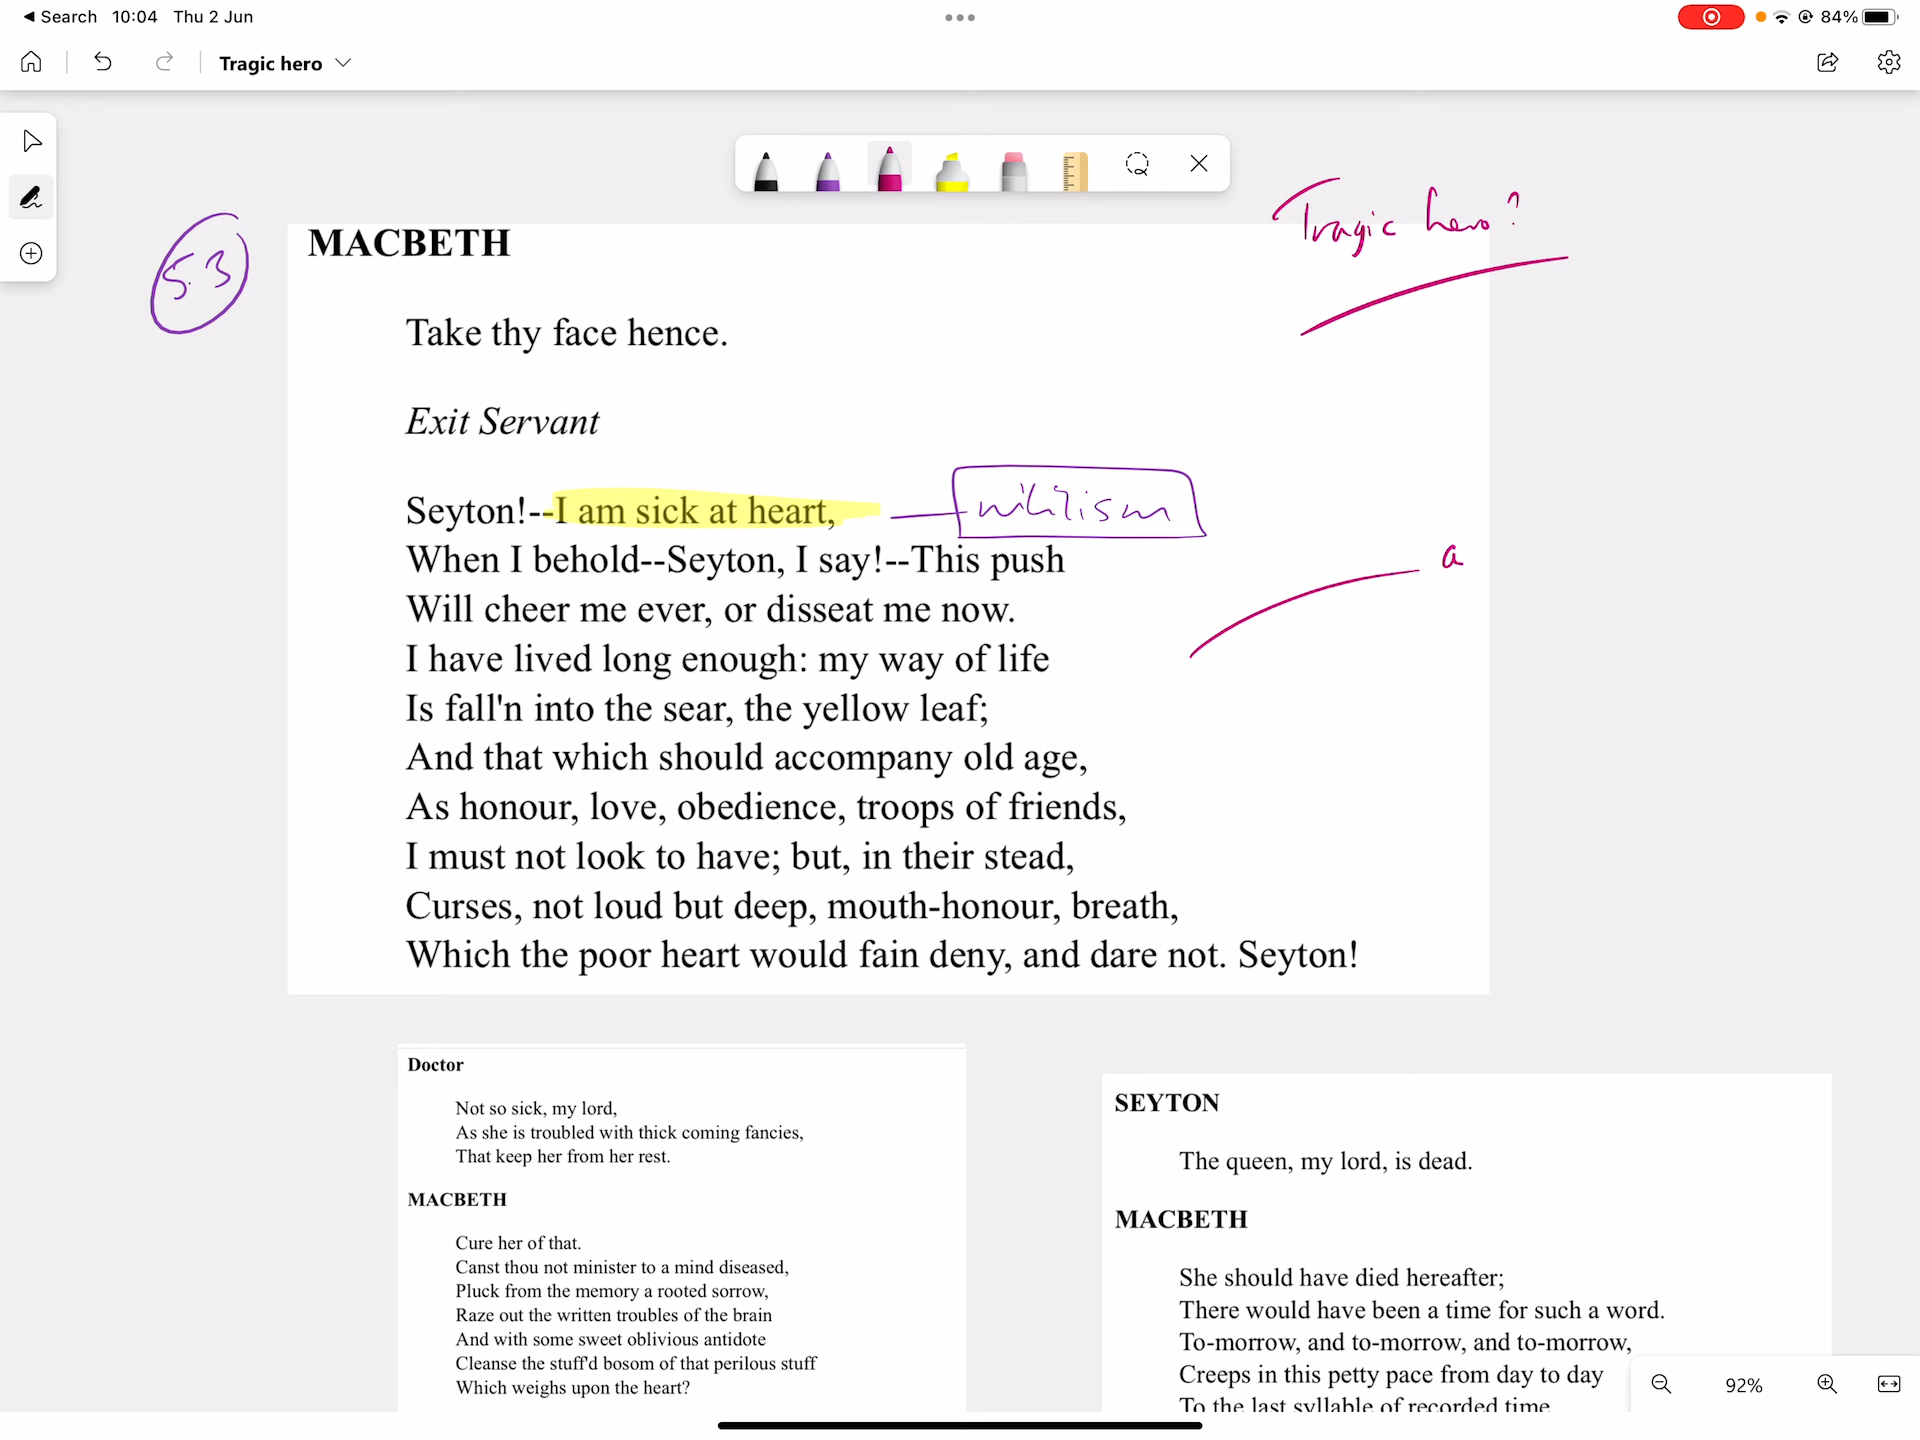 Search 10:04 Thu 2 Jun
84%
Tragic hero
Tragic hero?
5.3
MACBETH
Take thy face hence.
Exit Servant
Seyton!--I am sick at heart,
nihilism
When I behold--Seyton, I say!--This push
a
Will cheer me ever, or disseat me now.
I have lived long enough: my way of life
Is fall'n into the sear, the yellow leaf;
And that which should accompany old age,
As honour, love, obedience, troops of friends,
I must not look to have; but, in their stead,
Curses, not loud but deep, mouth-honour, breath,
Which the poor heart would fain deny, and dare not. Seyton!
Doctor
Not so sick, my lord,
As she is troubled with thick coming fancies,
That keep her from her rest.
MACBETH
Cure her of that.
Canst thou not minister to a mind diseased,
Pluck from the memory a rooted sorrow,
Raze out the written troubles of the brain
And with some sweet oblivious antidote
Cleanse the stuff'd bosom of that perilous stuff
Which weighs upon the heart?
SEYTON
The queen, my lord, is dead.
MACBETH
She should have died hereafter;
There would have been a time for such a word.
To-morrow, and to-morrow, and to-morrow,
Creeps in this petty pace from day to day
To the last syllable of recorded time
92%